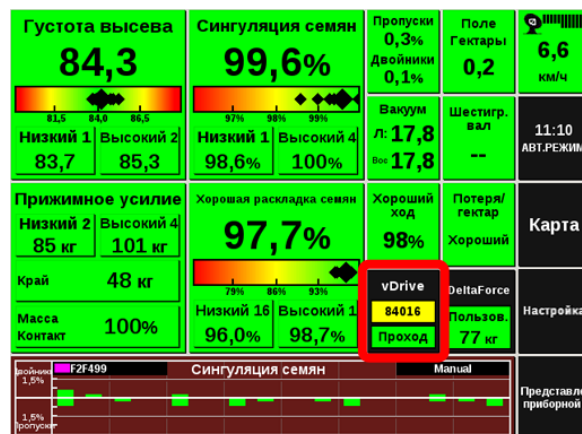 Густота высева
84,3
81,5 84,0 86,5
Низкий 1 Высокий 2
83,7 85,3
Сингуляция семян
99,6%
97% 98% 99%
Низкий 1 Высокий 4
98,6% 100%
Пропуски
0,3%
Двойники
0,1%
Поле
Гектары
0,2
6,6
км/ч
Вакуум
Л: 17,8
Вос 17,8
Шестигр.
вал
--
11:10
АВТ.РЕЖИМ
Прижимное усилие
Низкий 2 Высокий 4
85 кг 101 кг
Край 48 кг
Масса
Контакт 100%
Хорошая раскладка семян
97,7%
79% 86% 93%
Низкий 16 Высокий 1
96,0% 98,7%
Хороший
ход
98%
Потеря/
гектар
Хороший
Карта
vDrive
84016
Проход
DeltaForce
Пользов.
77 кг
Настройка
двойники
F2F499 Сингуляция семян Manual
1,5%
1,5%
Пропуски
Представле
приборной